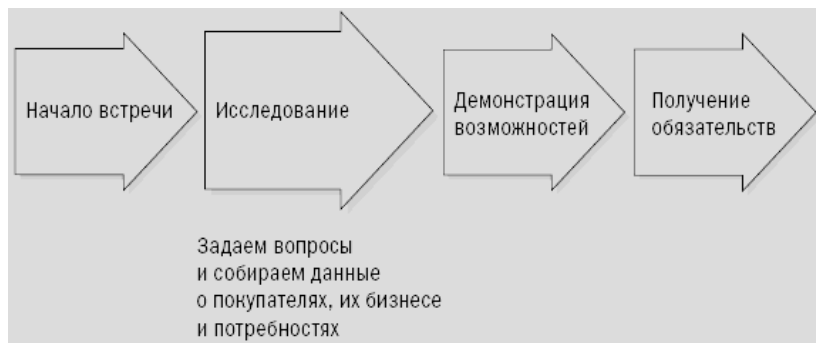 Начало встречи
Исследование
Демонстрация
возможностей
Получение
обязательств
Задаем вопросы
и собираем данные
о покупателях, их бизнесе
и потребностях